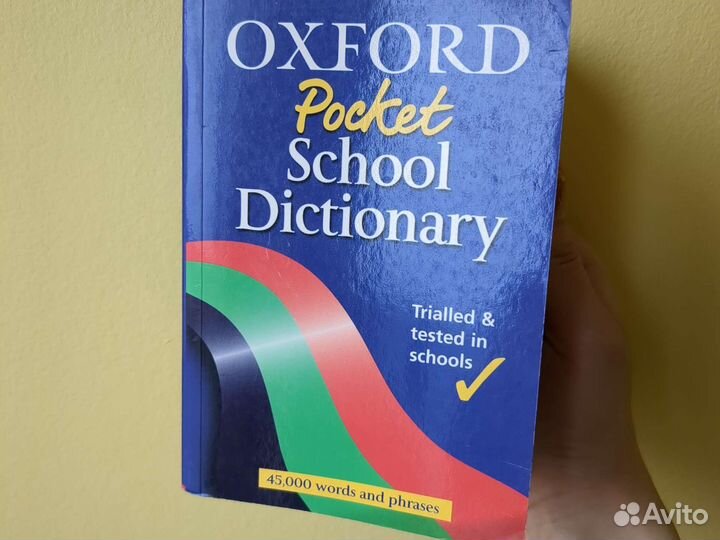 OXFORD
Pocket
School
Dictionary
Trialled &
tested in
schools
45,000 words and phrases
Avito